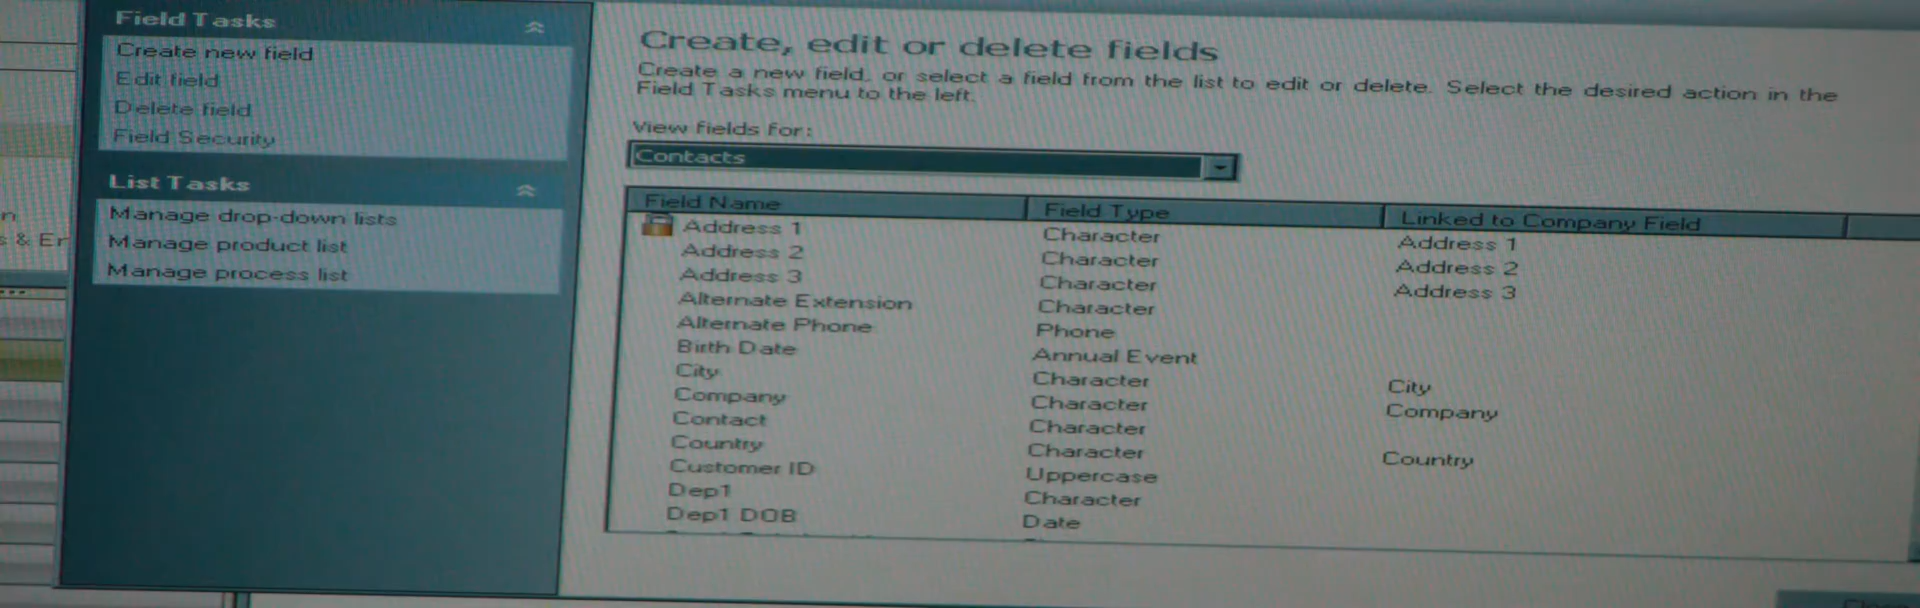 Field Tasks
Create new field
Edit field
Delete field
Field Security
List Tasks
Manage drop-down lists
Manage product list
Manage process list
n
s & Er
Create, edit or delete fields
Create a new field, or select a field from the list to edit or delete. Select the desired action in the
Field Tasks menu to the left.
View fields for:
Contacts
Field Name Field Type Linked to Company Field
Address 1 Character Address 1
Address 2 Character Address 2
Address 3 Character Address 3
Alternate Extension Character
Alternate Phone Phone
Birth Date Annual Event
City Character City
Company Character Company
Contact Character
Country Character Country
Customer ID Uppercase
Dep1 Character
Dep1 DOB Date